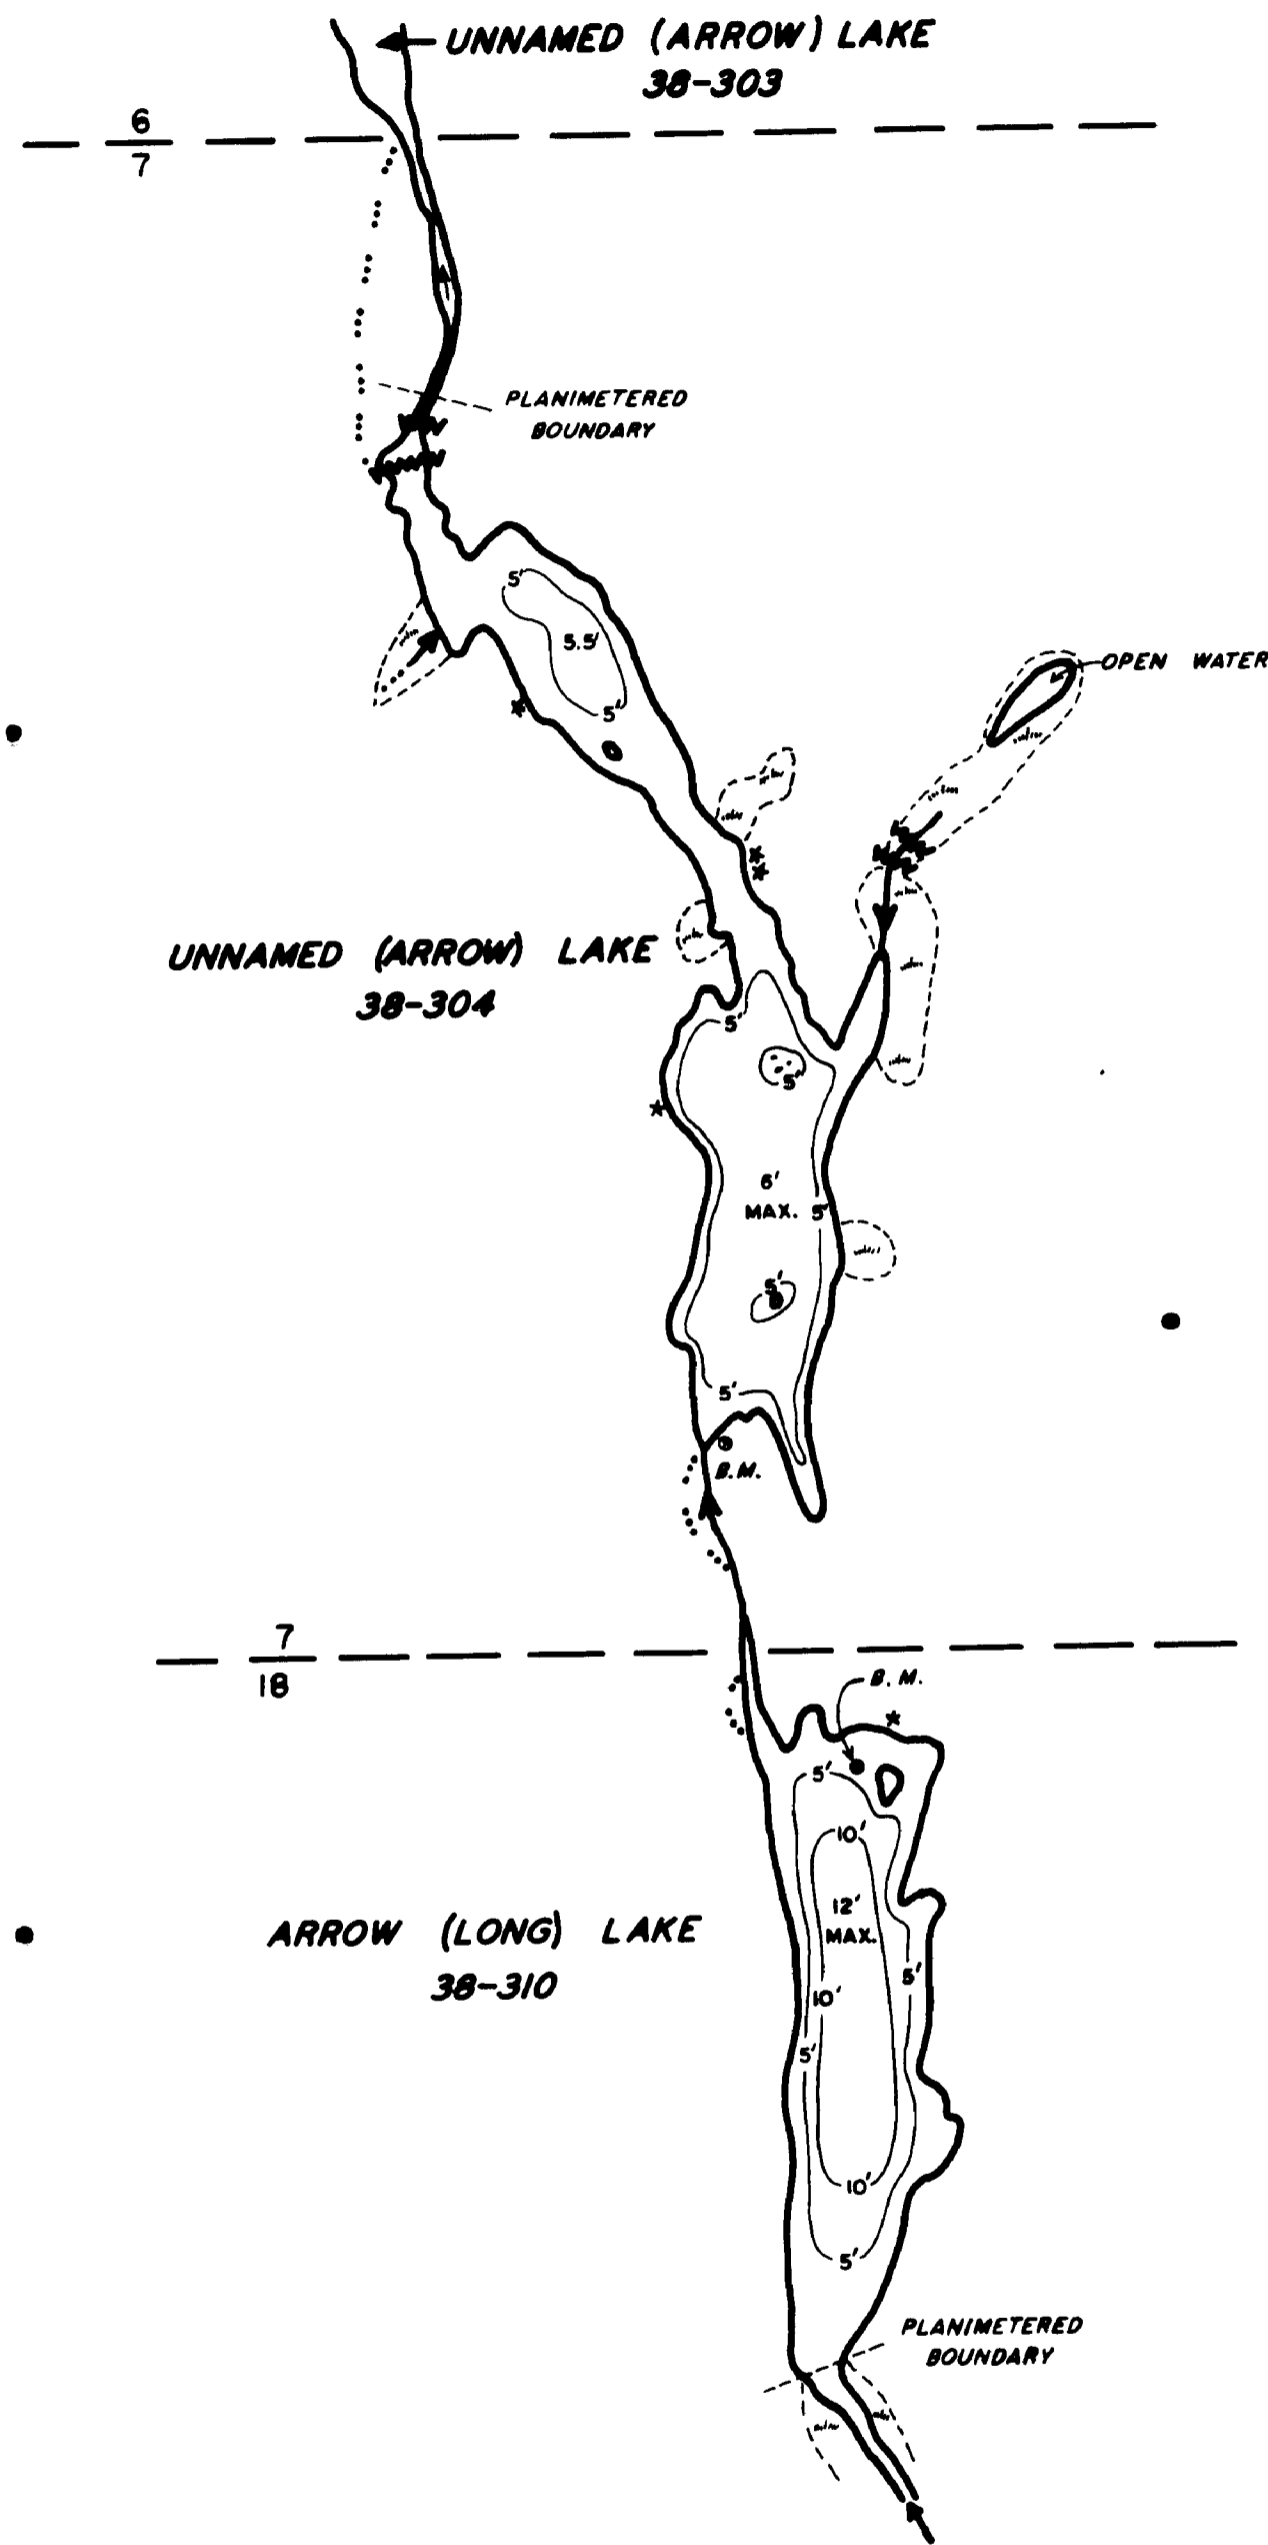 UNNAMED (ARROW) LAKE
38-303
6
7
PLANIMETERED
BOUNDARY
5'
5.5'
5'
OPEN WATER
UNNAMED (ARROW) LAKE
38-304
5'
5'
6'
MAX. 5'
5'
5'
B.M.
7
18
B.M.
5'
10'
12'
MAX.
ARROW (LONG) LAKE
38-310
5'
10'
5'
10'
5'
PLANIMETERED
BOUNDARY